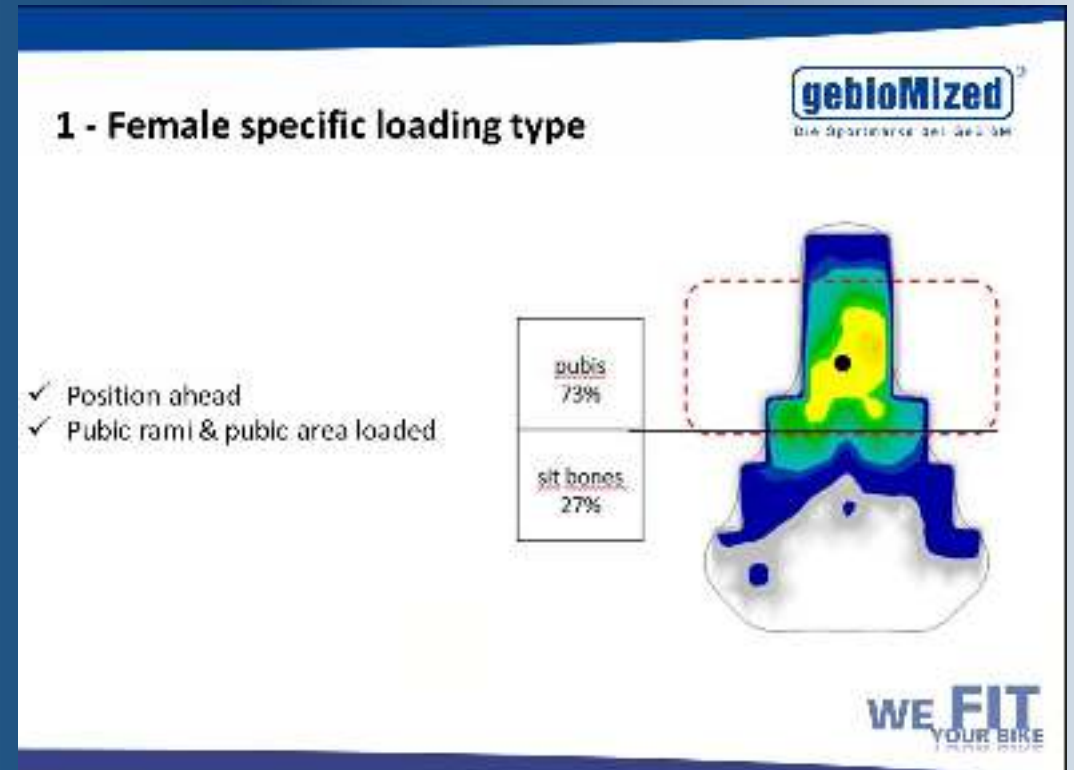 gebioMized
1 - Female specific loading type
pubis
73%
✓ Position ahead
✓ Pubic rami & pubic area loaded
sit bones
27%
WE FIT
YOUR BIKE